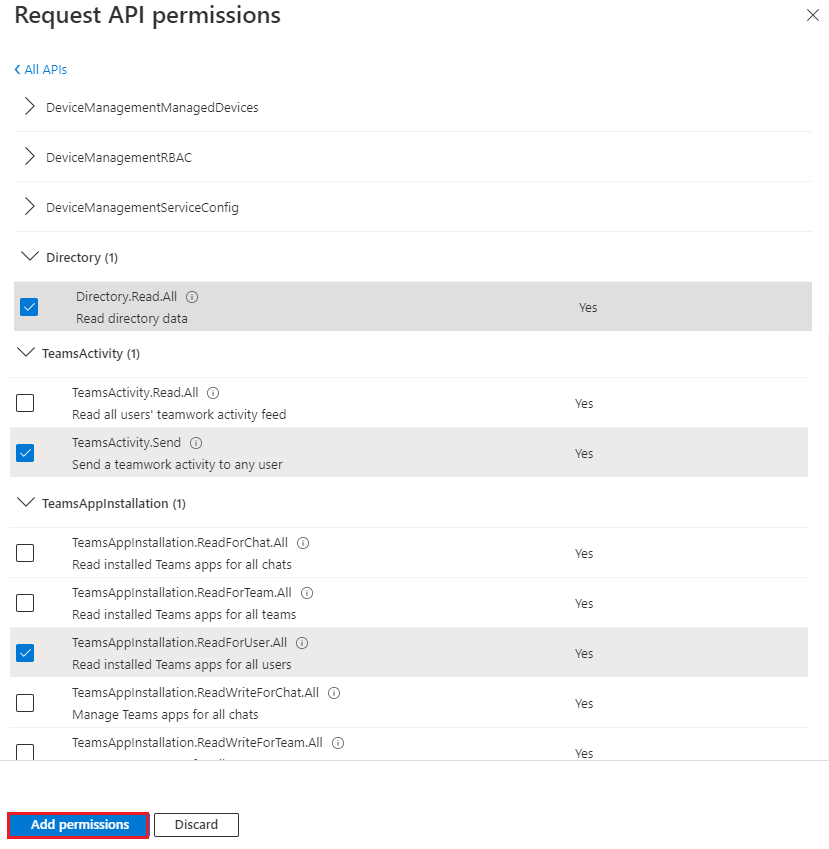 Request API permissions
All APIs
DeviceManagementManagedDevices
DeviceManagementRBAC
DeviceManagementServiceConfig
Directory (1)
Directory.Read.All
Read directory data
Yes
TeamsActivity (1)
TeamsActivity.Read.All
Read all users' teamwork activity feed
Yes
TeamsActivity.Send
Send a teamwork activity to any user
Yes
TeamsAppInstallation (1)
TeamsAppInstallation.ReadForChat.All
Read installed Teams apps for all chats
Yes
TeamsAppInstallation.ReadForTeam.All
Read installed Teams apps for all teams
Yes
TeamsAppInstallation.ReadForUser.All
Read installed Teams apps for all users
Yes
TeamsAppInstallation.ReadWriteForChat.All
Manage Teams apps for all chats
Yes
TeamsAppInstallation.ReadWriteForTeam.All
Yes
Add permissions
Discard